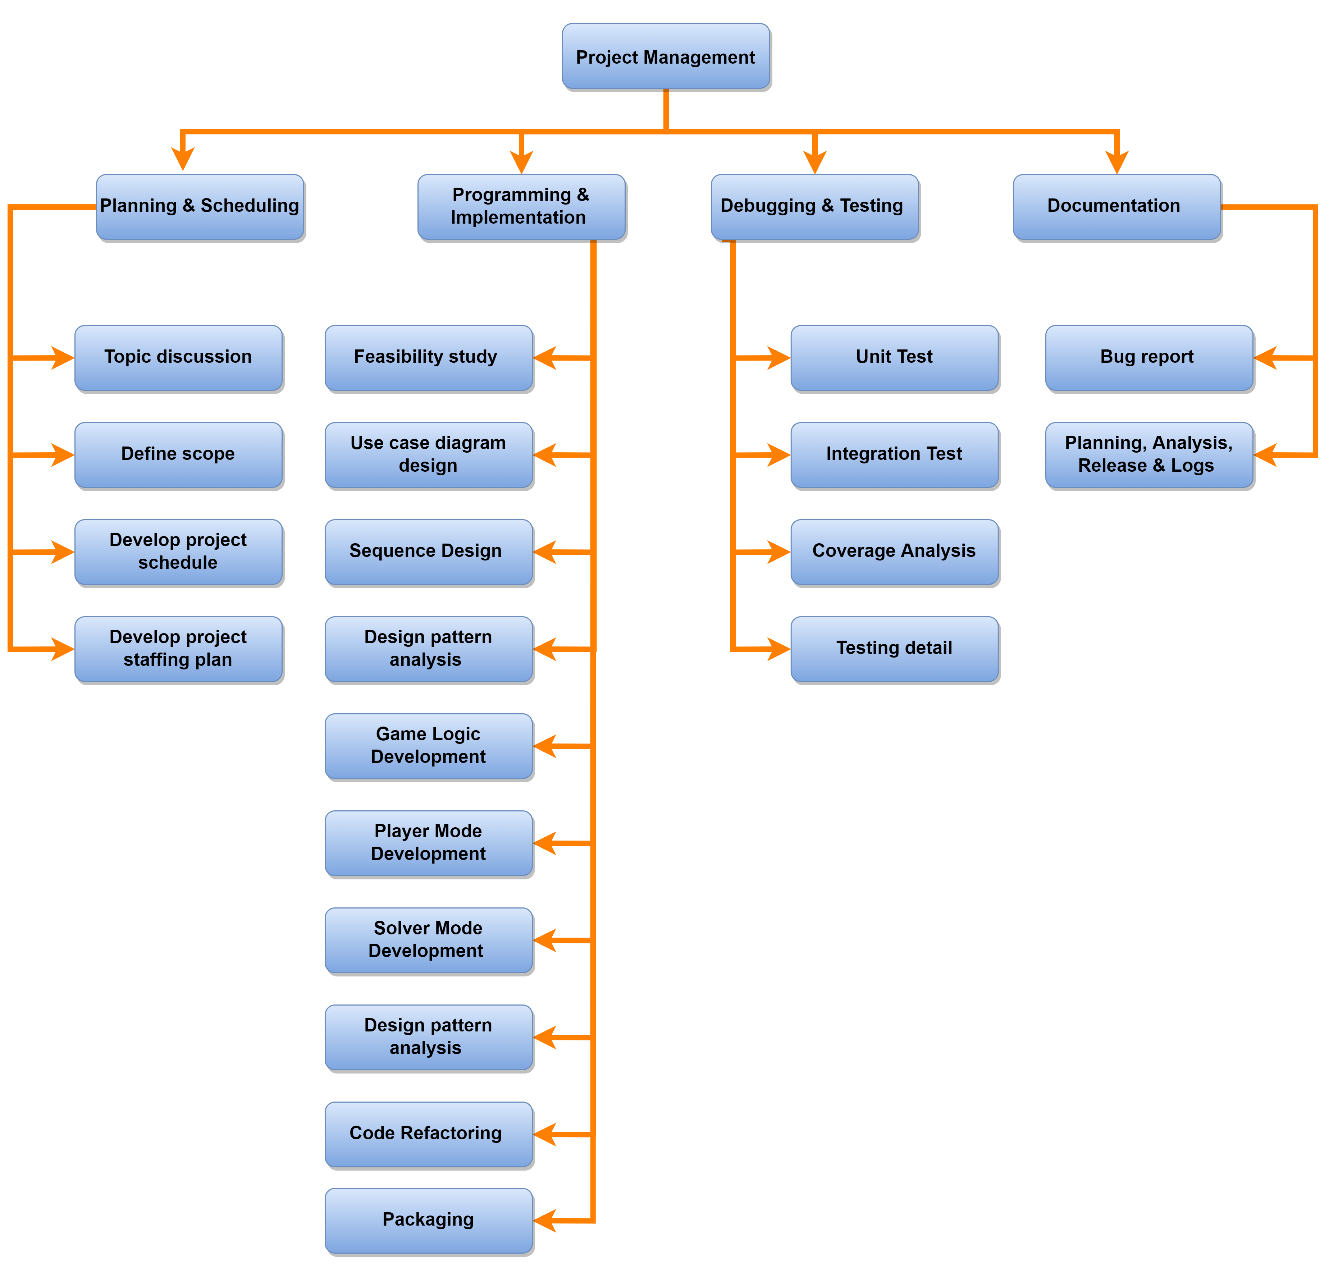 Project Management
Planning & Scheduling
Programming &
Implementation
Debugging & Testing
Documentation
Topic discussion
Define scope
Develop project
schedule
Develop project
staffing plan
Feasibility study
Use case diagram
design
Sequence Design
Design pattern
analysis
Game Logic
Development
Player Mode
Development
Solver Mode
Development
Design pattern
analysis
Code Refactoring
Packaging
Unit Test
Integration Test
Coverage Analysis
Testing detail
Bug report
Planning, Analysis,
Release & Logs